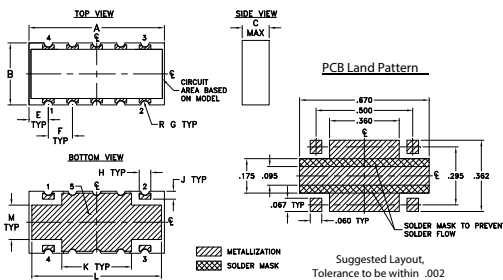 TOP VIEW
A
4
℄
3
B
℄
CIRCUIT
AREA BASED
ON MODEL
1
2
E
TYP
F
TYP
R G TYP
SIDE VIEW
C
MAX
PCB Land Pattern
.670
.500
.360
℄
.175
.095
℄
.295
.362
.067 TYP
.060 TYP
SOLDER MASK TO PREVENT
SOLDER FLOW
BOTTOM VIEW
H TYP
J TYP
1
5
℄
2
M
TYP
℄
4
3
K TYP
L
METALLIZATION
SOLDER MASK
Suggested Layout,
Tolerance to be within .002